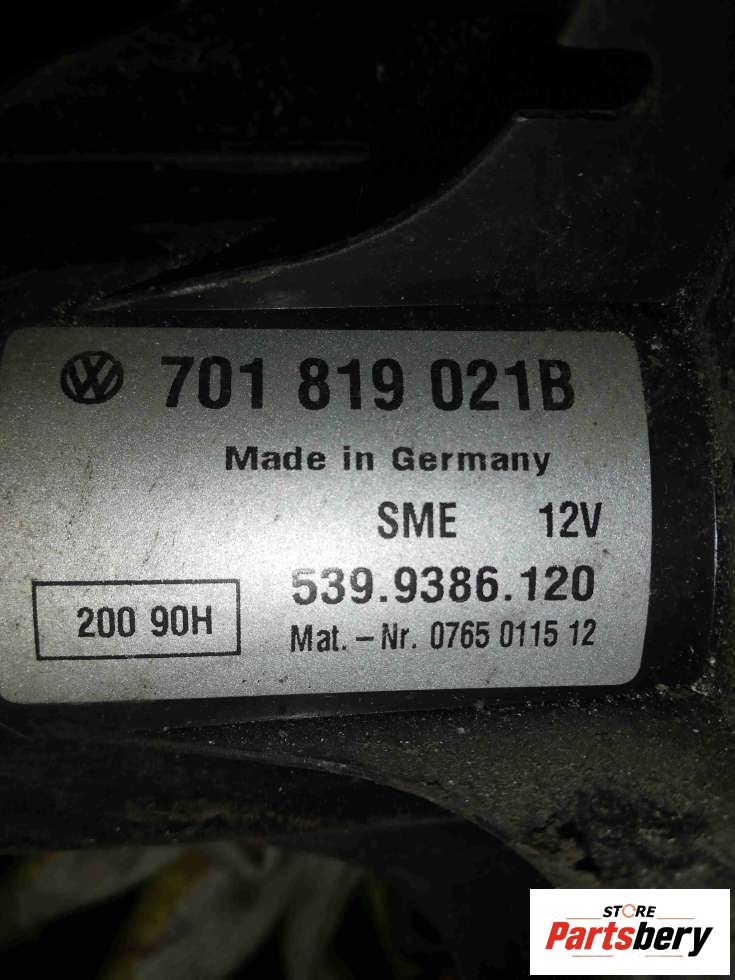 701 819 021B
Made in Germany
SME 12V
539.9386.120
200 90H
Mat. - Nr. 0765 0115 12
STORE
Partsbery